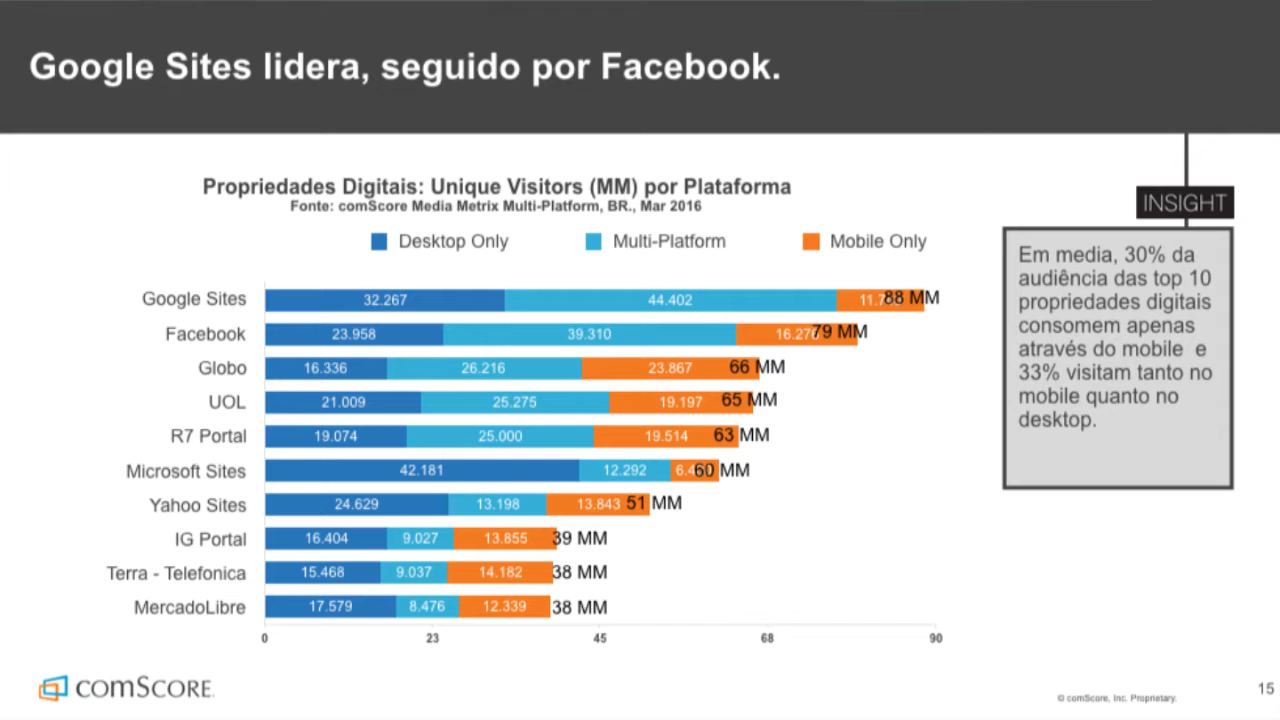 Google Sites lidera, seguido por Facebook.
Propriedades Digitais: Unique Visitors (MM) por Plataforma
Fonte: comScore Media Metrix Multi-Platform, BR., Mar 2016
Desktop Only Multi-Platform Mobile Only
Google Sites 32.267 44.402 88 MM
Facebook 23.958 39.310 79 MM
Globo 16.336 26.216 23.867 66 MM
UOL 21.009 25.275 19.197 65 MM
R7 Portal 19.074 25.000 19.514 63 MM
Microsoft Sites 42.181 12.292 60 MM
Yahoo Sites 24.629 13.198 13.843 51 MM
IG Portal 16.404 9.027 13.855 39 MM
Terra - Telefonica 15.468 9.037 14.182 38 MM
MercadoLibre 17.579 8.476 12.339 38 MM
0 23 45 68 90
INSIGHT
Em media, 30% da
audiência das top 10
propriedades digitais
consomem apenas
através do mobile e
33% visitam tanto no
mobile quanto no
desktop.
comSCORE.
© comScore, Inc. Proprietary.
15